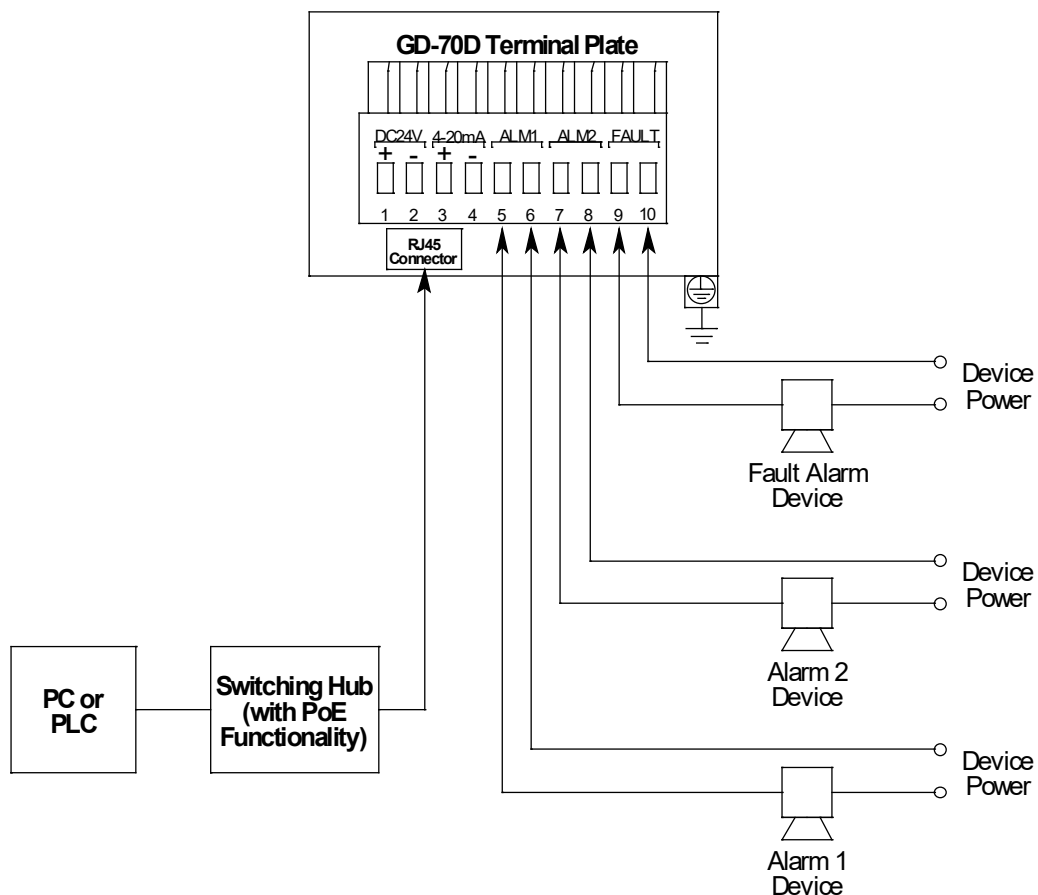 GD-70D Terminal Plate
DC24V 4-20mA ALM1 ALM2 FAULT
+ - + -
1 2 3 4 5 6 7 8 9 10
RJ45
Connector
Device
Power
Fault Alarm
Device
Device
Power
Alarm 2
Device
PC or
PLC
Switching Hub
(with PoE
Functionality)
Device
Power
Alarm 1
Device